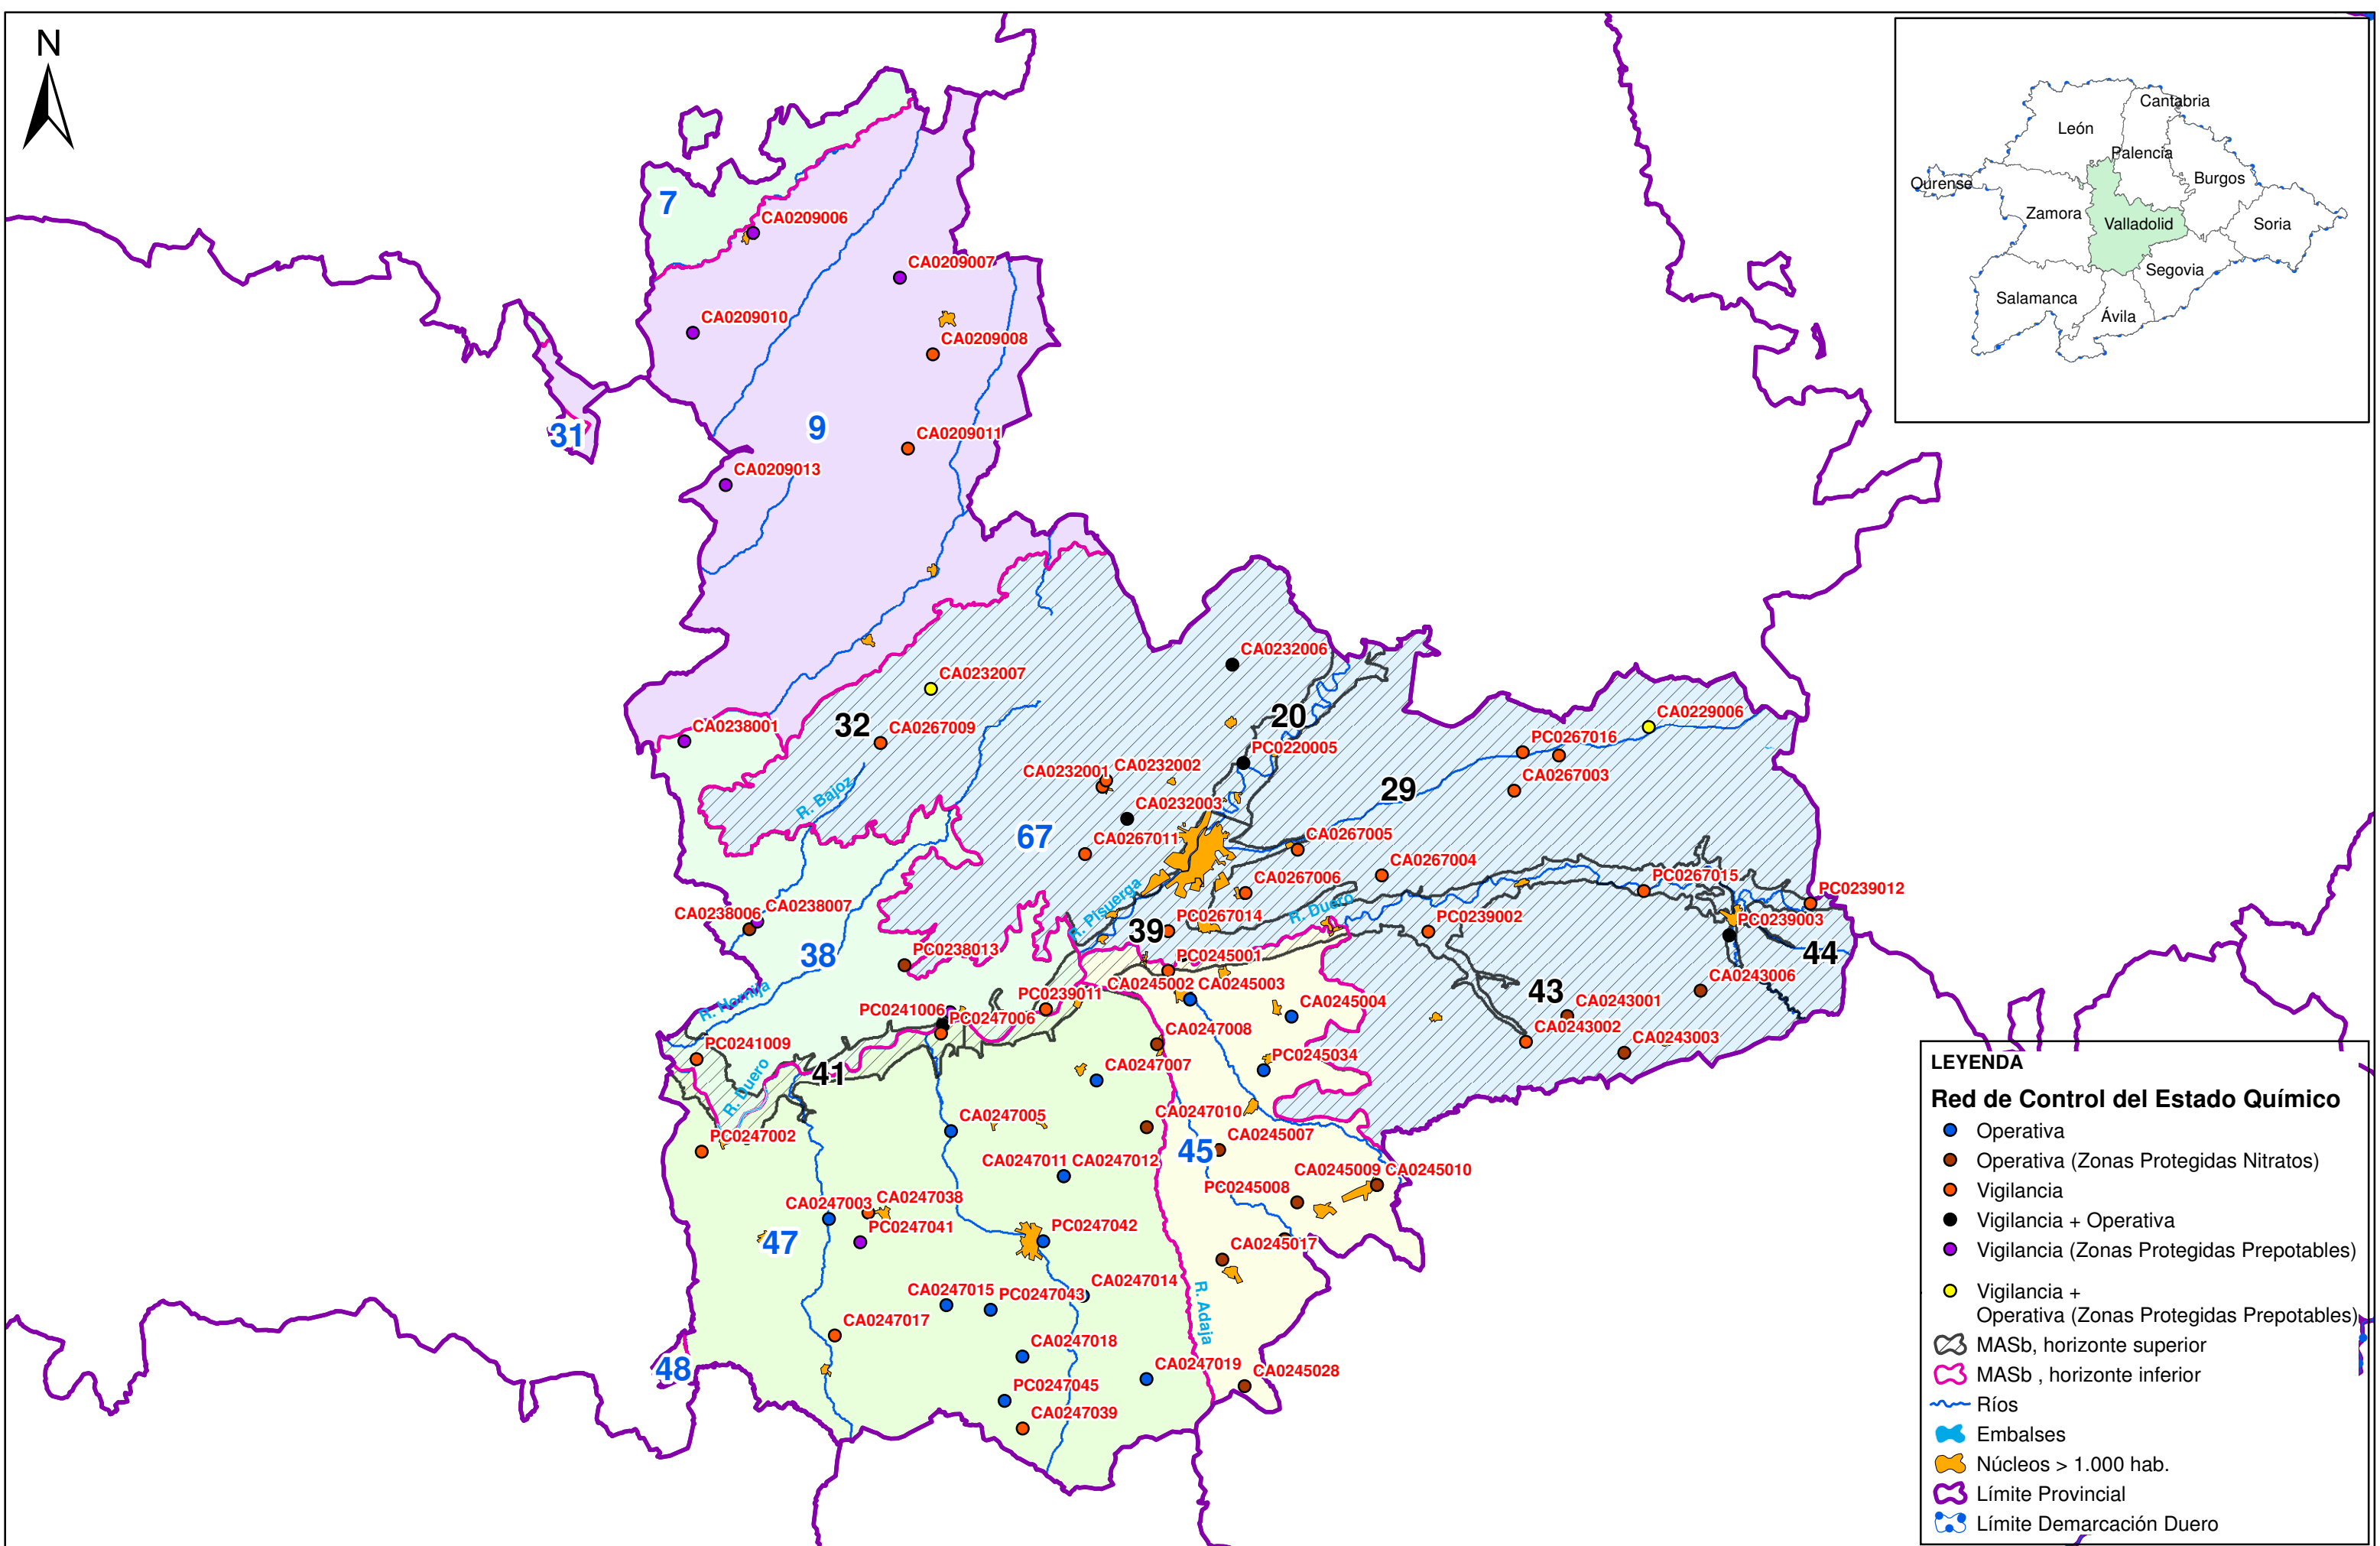 N
Cantabria
León
Palencia
Burgos
Ourense
Zamora
Valladolid
Soria
Segovia
Salamanca
Ávila
7
CA0209006
CA0209007
CA0209010
CA0209008
9
31
CA0209011
CA0209013
CA0232006
CA0232007
20
CA0229006
32
CA0267009
CA0238001
PC0220005
PC0267016
CA0232001
CA0232002
CA0267003
29
R. Bajoz
CA0232003
67
CA0267011
CA0267005
CA0267004
CA0267006
PC0267015
PC0239012
R. Pisuerga
R. Duero
CA0238006
CA0238007
39
PC0267014
PC0239002
PC0239003
38
PC0238013
44
PC0245001
CA0243006
CA0245002
CA0245003
43
R. Hornija
PC0239011
CA0245004
CA0243001
PC0241006
PC0247006
CA0243002
CA0247008
CA0243003
PC0241009
PC0245034
CA0247007
41
R. Duero
CA0247005
CA0247010
CA0245007
PC0247002
45
CA0247011
CA0247012
CA0245009
CA0245010
PC0245008
CA0247003
CA0247038
PC0247041
PC0247042
47
CA0245017
CA0247014
CA0247015
PC0247043
R. Adaja
CA0247017
CA0247018
48
CA0247019
CA0245028
PC0247045
CA0247039
LEYENDA
Red de Control del Estado Químico
Operativa
Operativa (Zonas Protegidas Nitratos)
Vigilancia
Vigilancia + Operativa
Vigilancia (Zonas Protegidas Prepotables)
Vigilancia +
Operativa (Zonas Protegidas Prepotables)
MASb, horizonte superior
MASb , horizonte inferior
Ríos
Embalses
Núcleos > 1.000 hab.
Límite Provincial
Límite Demarcación Duero